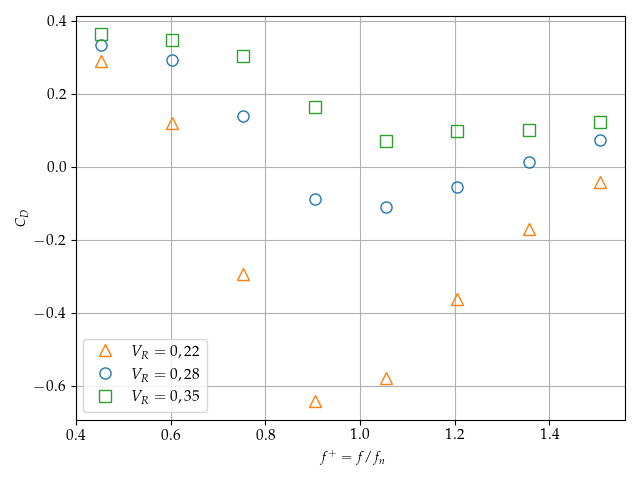 0.4
0.2
0.0
−0.2
−0.4
−0.6
C_D
V_R = 0,22
V_R = 0,28
V_R = 0,35
0.4 0.6 0.8 1.0 1.2 1.4
f⁺ = f/f_n